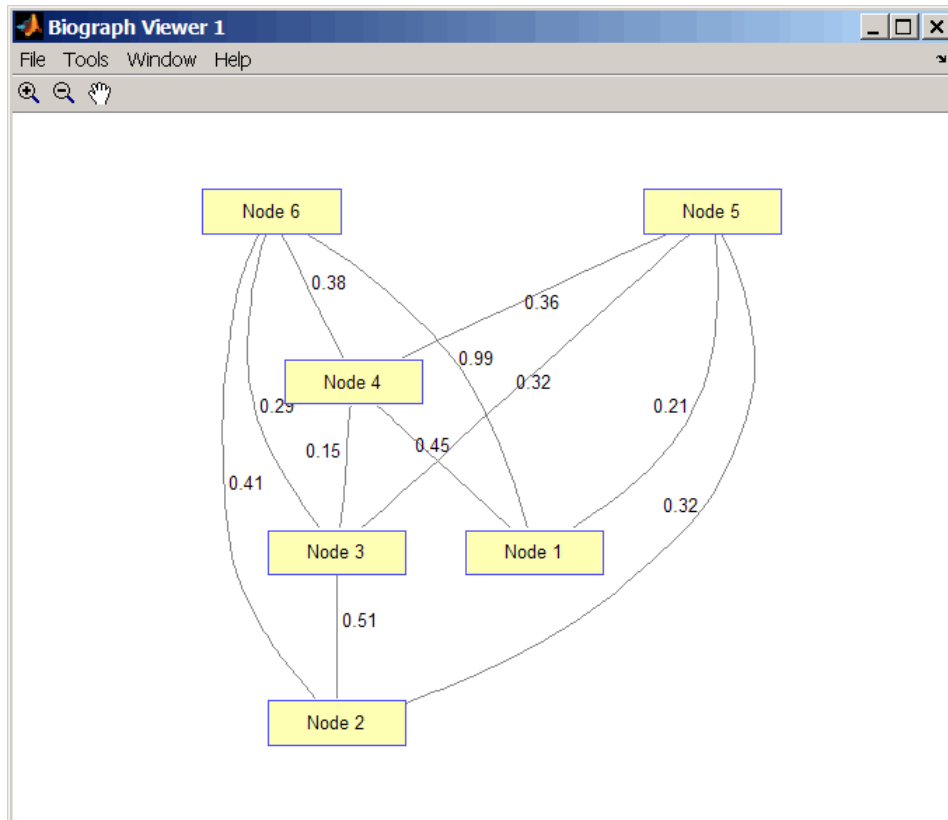 Biograph Viewer 1
File Tools Window Help
Node 6
Node 5
0.38
0.36
0.99
Node 4
0.32
0.29
0.21
0.15
0.45
0.41
0.32
Node 3
Node 1
0.51
Node 2